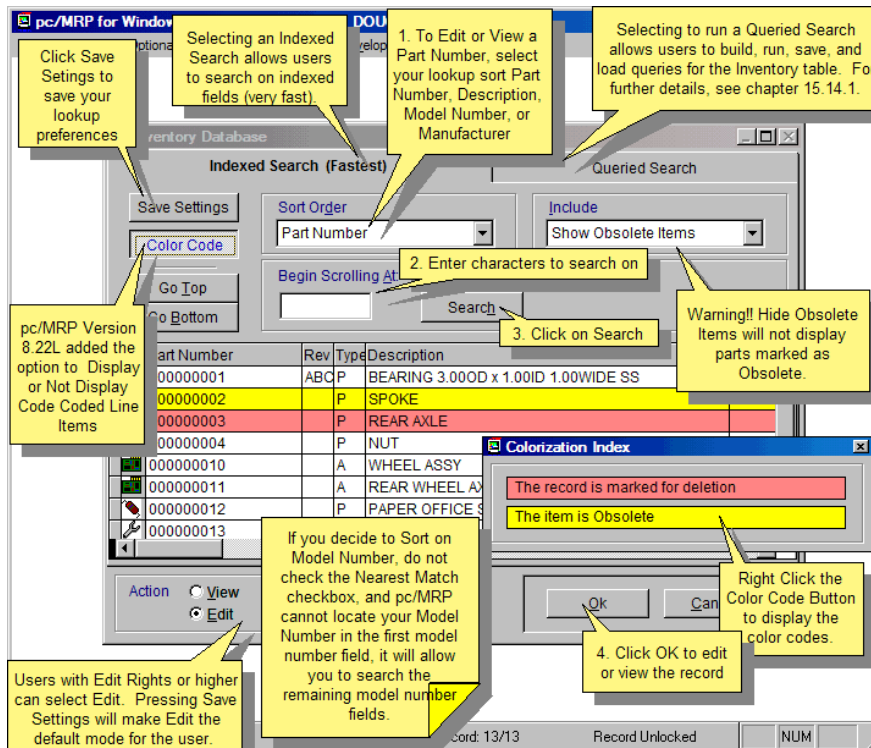 pc/MRP for Window
DOU
Optiona
velop
Click Save
Setings to
save your
lookup
preferences
Selecting an Indexed
Search allows users
to search on indexed
fields (very fast).
1. To Edit or View a
Part Number, select
your lookup sort Part
Number, Description,
Model Number, or
Manufacturer
Selecting to run a Queried Search
allows users to build, run, save, and
load queries for the Inventory table. Fo
further details, see chapter 15.14.1.
ventory Database
Indexed Search (Fastest)
Queried Search
Save Settings
Color Code
Go Top
Go Bottom
Sort Order
Part Number
Include
Show Obsolete Items
Begin Scrolling At:
Search
2. Enter characters to search on
3. Click on Search
Warning!! Hide Obsolete
Items will not display
parts marked as
Obsolete.
pc/MRP Version
8.22L added the
option to Display
or Not Display
Code Coded Line
Items
art Number Rev Type Description
000000001 ABC P BEARING 3.00OD x 1.00ID 1.00WIDE SS
000000002 P SPOKE
000000003 P REAR AXLE
000000004 P NUT
000000010 A WHEEL ASSY
000000011 A REAR WHEEL AX
000000012 P PAPER OFFICE S
000000013
Colorization Index
The record is marked for deletion
The item is Obsolete
Right Click the
Color Code Button
to display the
color codes.
If you decide to Sort on
Model Number, do not
check the Nearest Match
checkbox, and pc/MRP
cannot locate your Model
Number in the first model
number field, it will allow
you to search the
remaining model number
fields.
Action View
Edit
Ok
Can
4. Click OK to edit
or view the record
Users with Edit Rights or higher
can select Edit. Pressing Save
Settings will make Edit the
default mode for the user.
cord: 13/13 Record Unlocked NUM